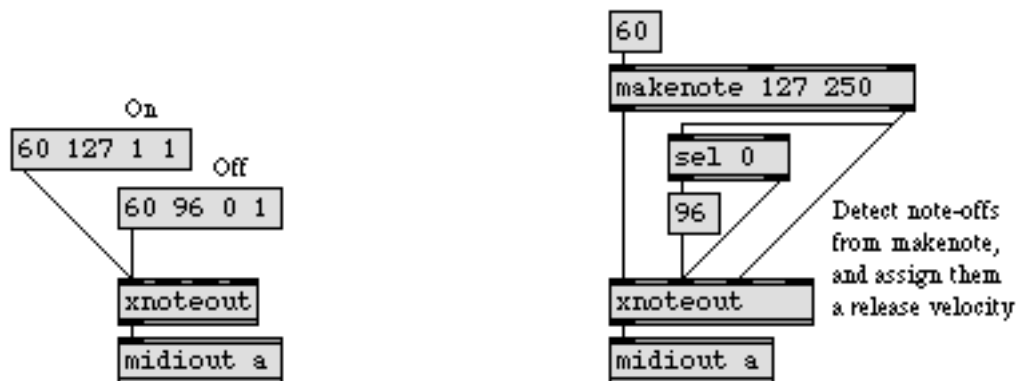 On
60 127 1 1
Off
60 96 0 1
xnoteout
midiout a
60
makenote 127 250
sel 0
96
Detect note-offs
from makenote,
and assign them
a release velocity
xnoteout
midiout a